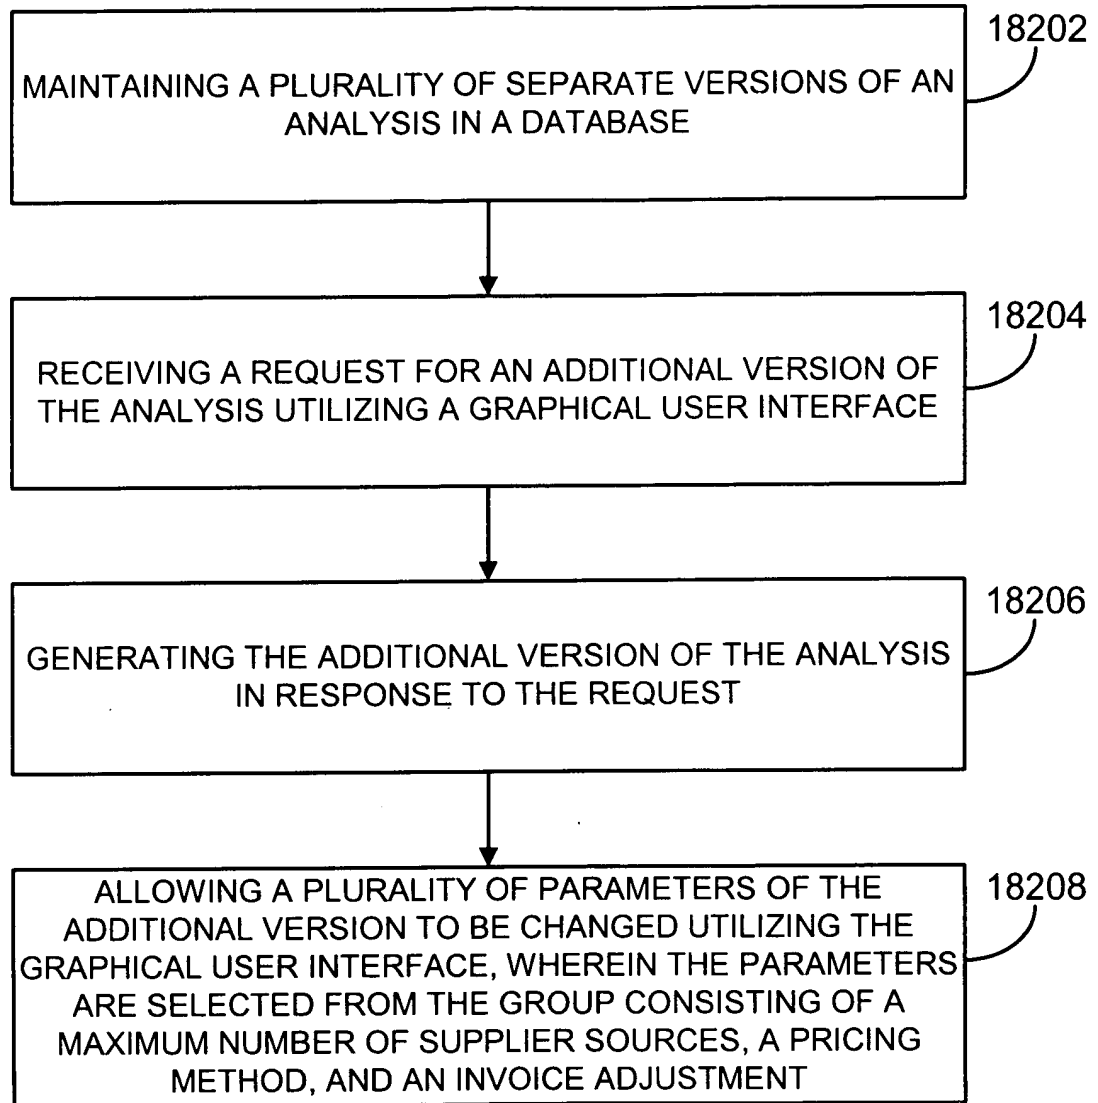 18202
MAINTAINING A PLURALITY OF SEPARATE VERSIONS OF AN
ANALYSIS IN A DATABASE
18204
RECEIVING A REQUEST FOR AN ADDITIONAL VERSION OF
THE ANALYSIS UTILIZING A GRAPHICAL USER INTERFACE
18206
GENERATING THE ADDITIONAL VERSION OF THE ANALYSIS
IN RESPONSE TO THE REQUEST
18208
ALLOWING A PLURALITY OF PARAMETERS OF THE
ADDITIONAL VERSION TO BE CHANGED UTILIZING THE
GRAPHICAL USER INTERFACE, WHEREIN THE PARAMETERS
ARE SELECTED FROM THE GROUP CONSISTING OF A
MAXIMUM NUMBER OF SUPPLIER SOURCES, A PRICING
METHOD, AND AN INVOICE ADJUSTMENT